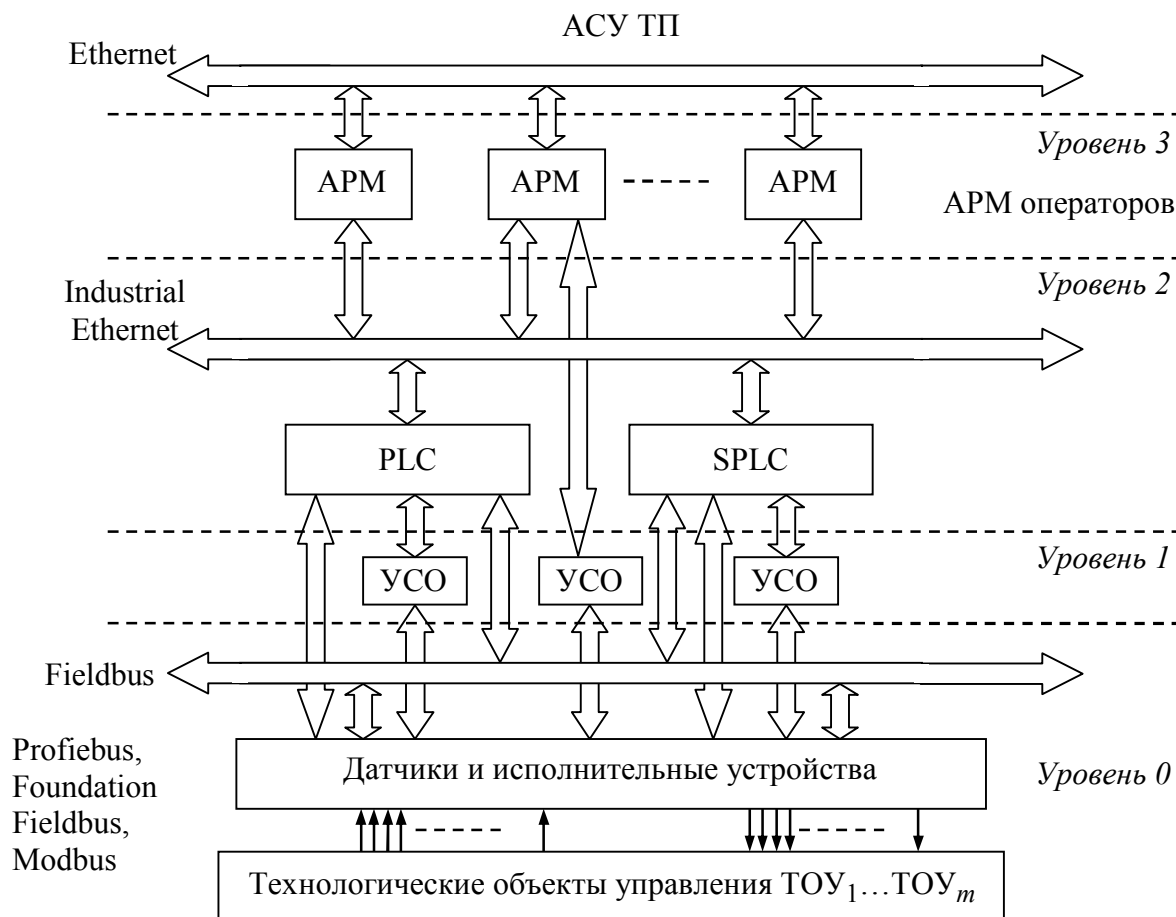 АСУ ТП
Ethernet
Уровень 3
АРМ
АРМ
АРМ
АРМ операторов
Уровень 2
Industrial
Ethernet
PLC
SPLC
Уровень 1
УСО
УСО
УСО
Fieldbus
Profiebus,
Foundation
Fieldbus,
Modbus
Датчики и исполнительные устройства
Уровень 0
Технологические объекты управления ТОУ1…ТОУm